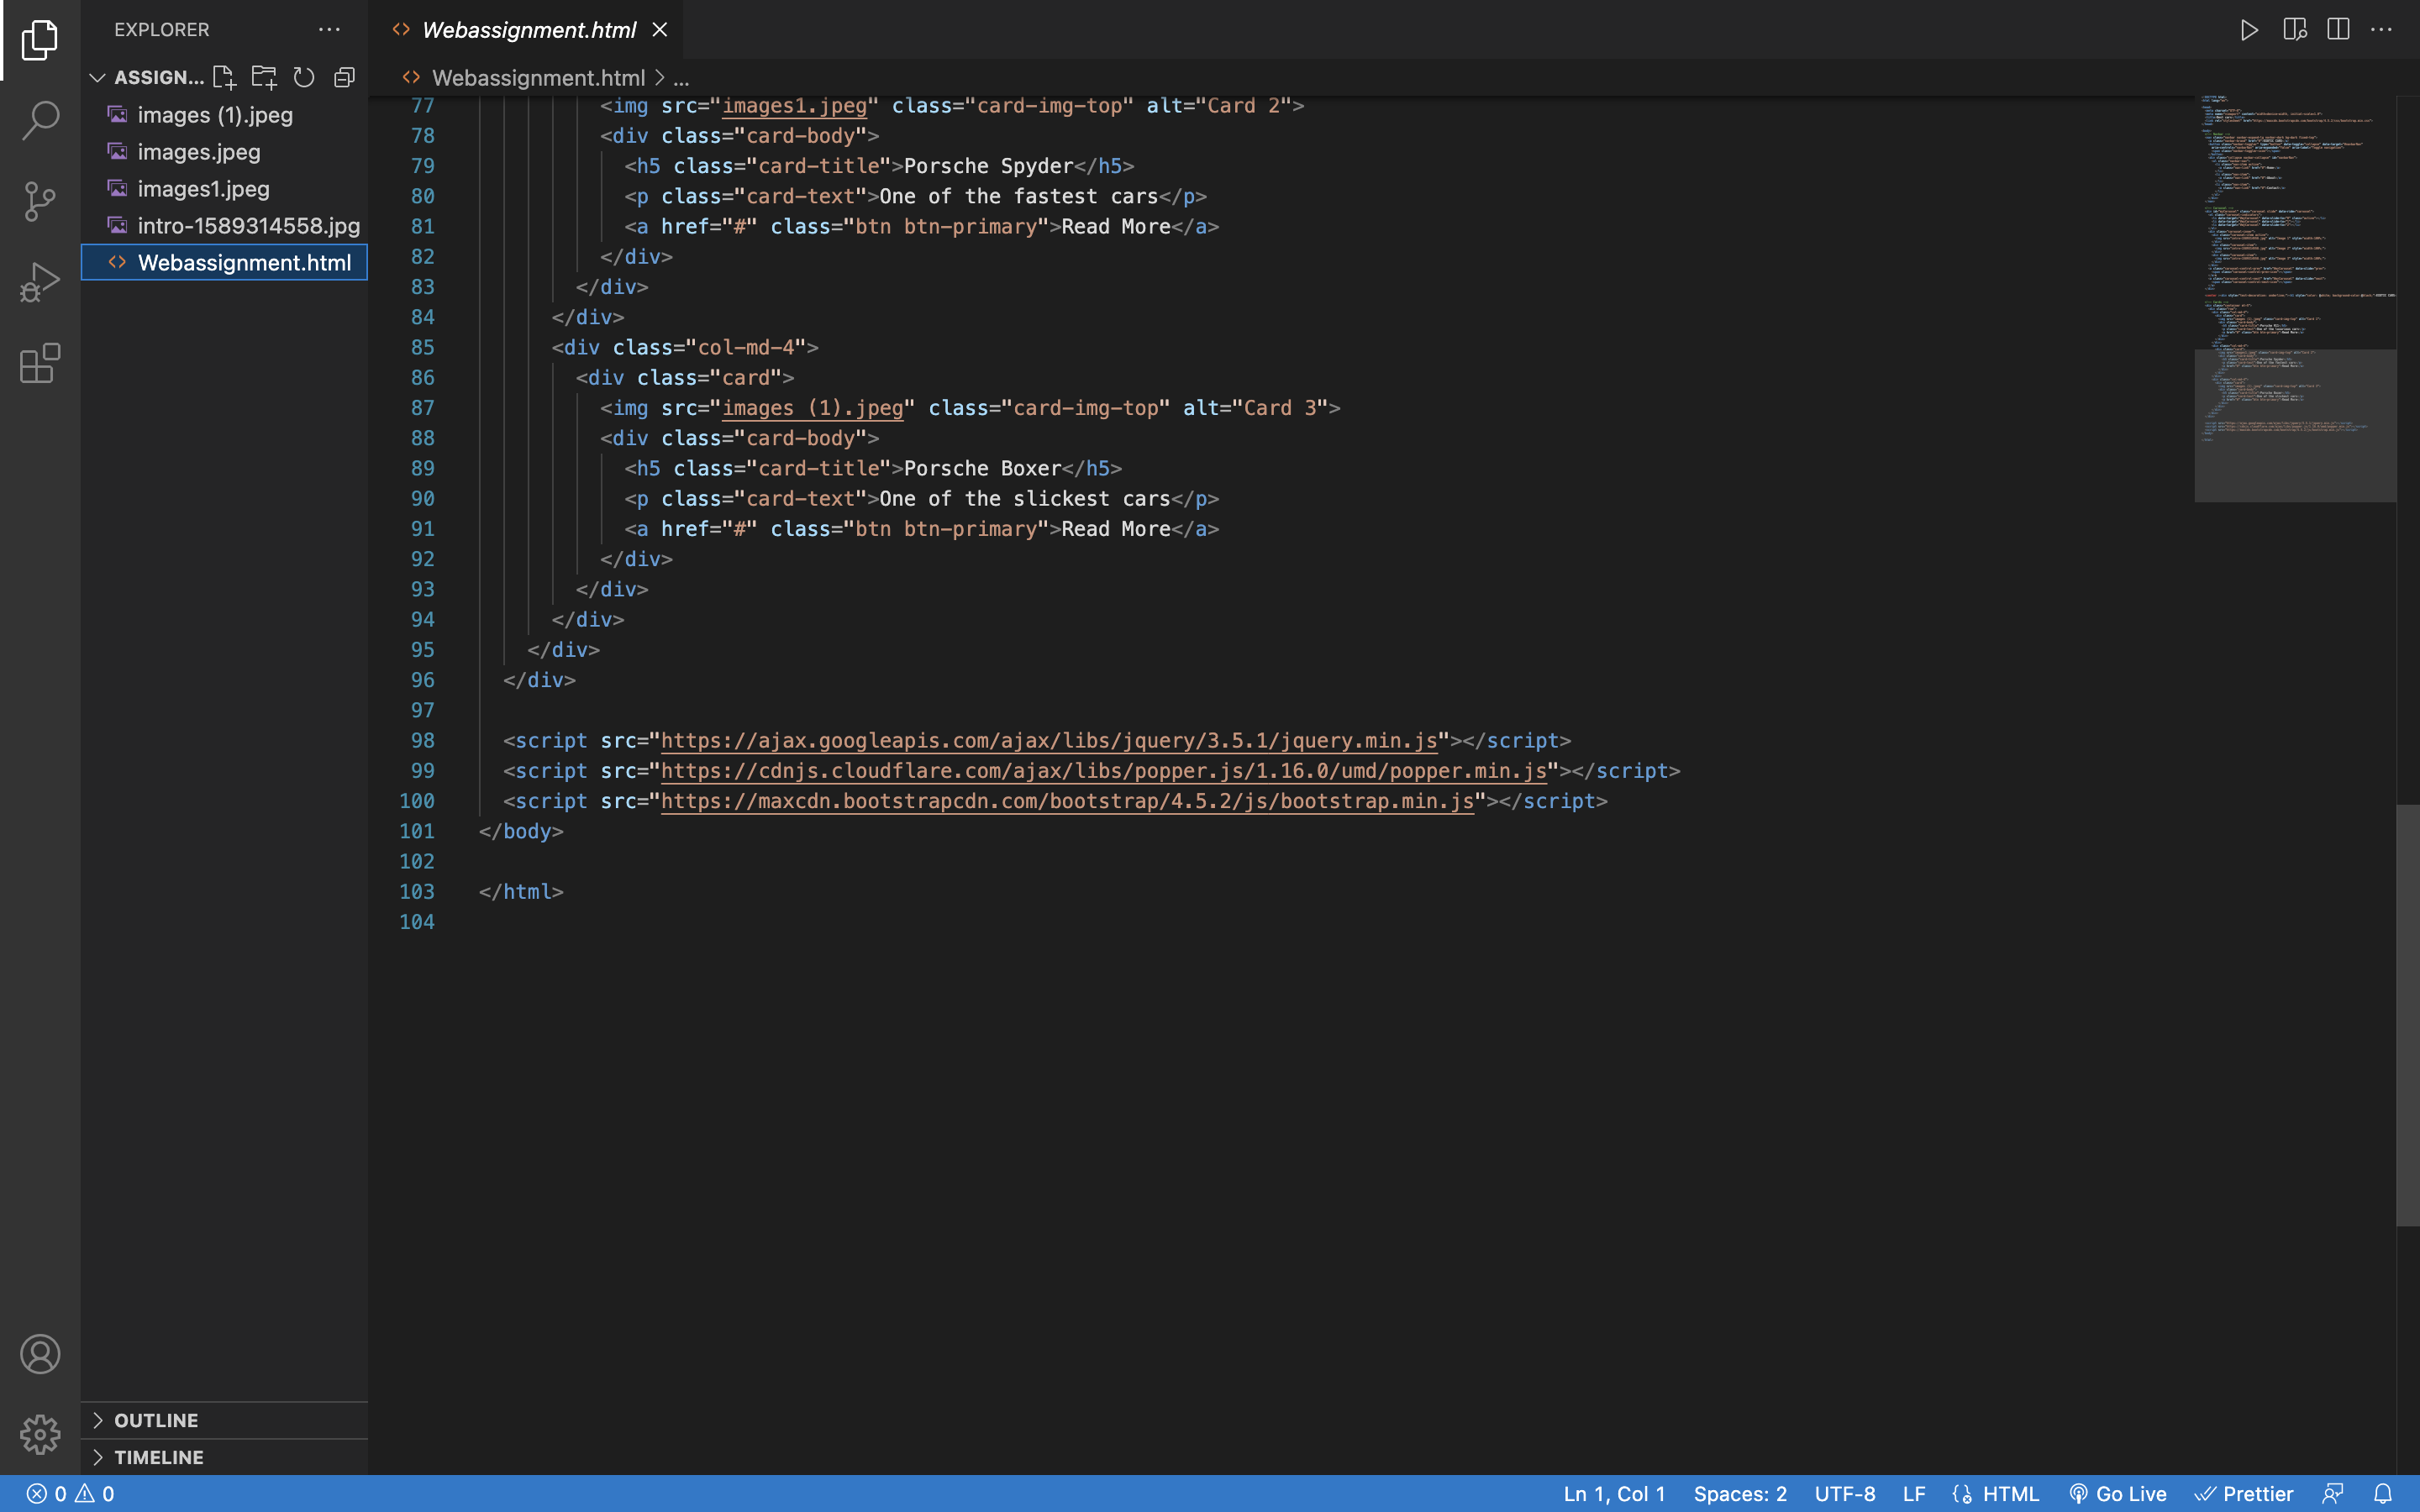 EXPLORER
ASSIGN...
images (1).jpeg
images.jpeg
images1.jpeg
intro-1589314558.jpg
Webassignment.html
OUTLINE
TIMELINE
Webassignment.html
Webassignment.html > ...
77 <img src="images1.jpeg" class="card-img-top" alt="Card 2">
78 <div class="card-body">
79 <h5 class="card-title">Porsche Spyder</h5>
80 <p class="card-text">One of the fastest cars</p>
81 <a href="#" class="btn btn-primary">Read More</a>
82 </div>
83 </div>
84 </div>
85 <div class="col-md-4">
86 <div class="card">
87 <img src="images (1).jpeg" class="card-img-top" alt="Card 3">
88 <div class="card-body">
89 <h5 class="card-title">Porsche Boxer</h5>
90 <p class="card-text">One of the slickest cars</p>
91 <a href="#" class="btn btn-primary">Read More</a>
92 </div>
93 </div>
94 </div>
95 </div>
96 </div>
97
98 <script src="https://ajax.googleapis.com/ajax/libs/jquery/3.5.1/jquery.min.js"></script>
99 <script src="https://cdnjs.cloudflare.com/ajax/libs/popper.js/1.16.0/umd/popper.min.js"></script>
100 <script src="https://maxcdn.bootstrapcdn.com/bootstrap/4.5.2/js/bootstrap.min.js"></script>
101 </body>
102
103 </html>
104
0 0
Ln 1, Col 1 Spaces: 2 UTF-8 LF HTML Go Live Prettier